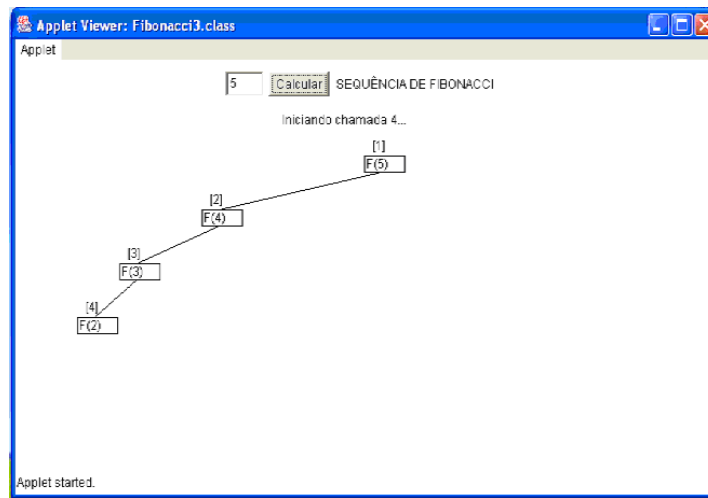 Applet Viewer: Fibonacci3.class
Applet
5 Calcular SEQUÊNCIA DE FIBONACCI
Iniciando chamada 4...
[1]
F(5)
[2]
F(4)
[3]
F(3)
[4]
F(2)
Applet started.